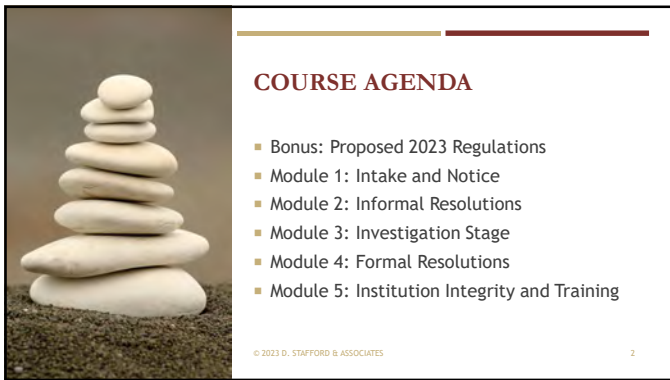 COURSE AGENDA
▪ Bonus: Proposed 2023 Regulations
▪ Module 1: Intake and Notice
▪ Module 2: Informal Resolutions
▪ Module 3: Investigation Stage
▪ Module 4: Formal Resolutions
▪ Module 5: Institution Integrity and Training
© 2023 D. STAFFORD & ASSOCIATES 2